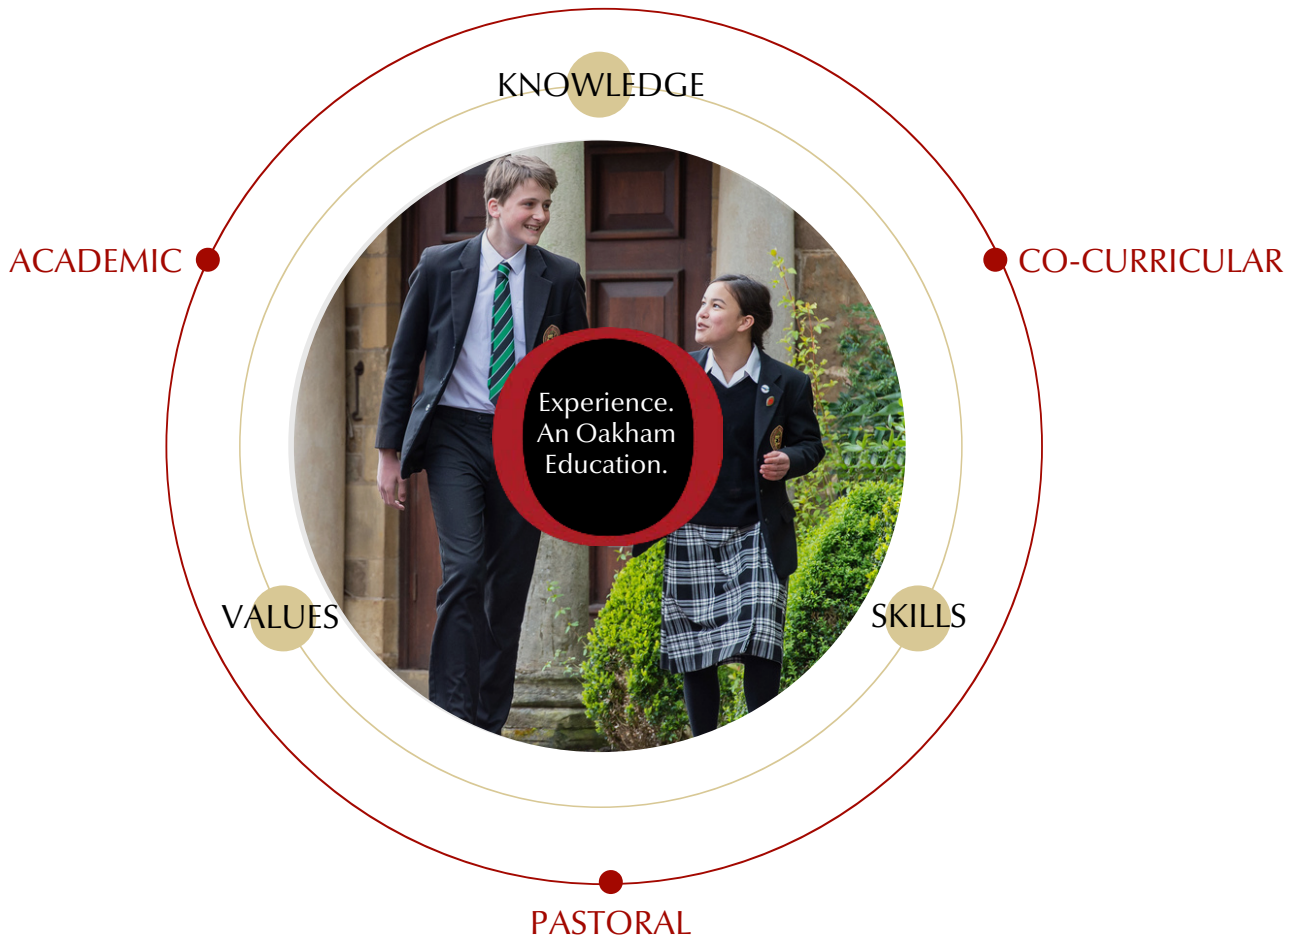 KNOWLEDGE
ACADEMIC
CO-CURRICULAR
Experience.
An Oakham
Education.
VALUES
SKILLS
PASTORAL